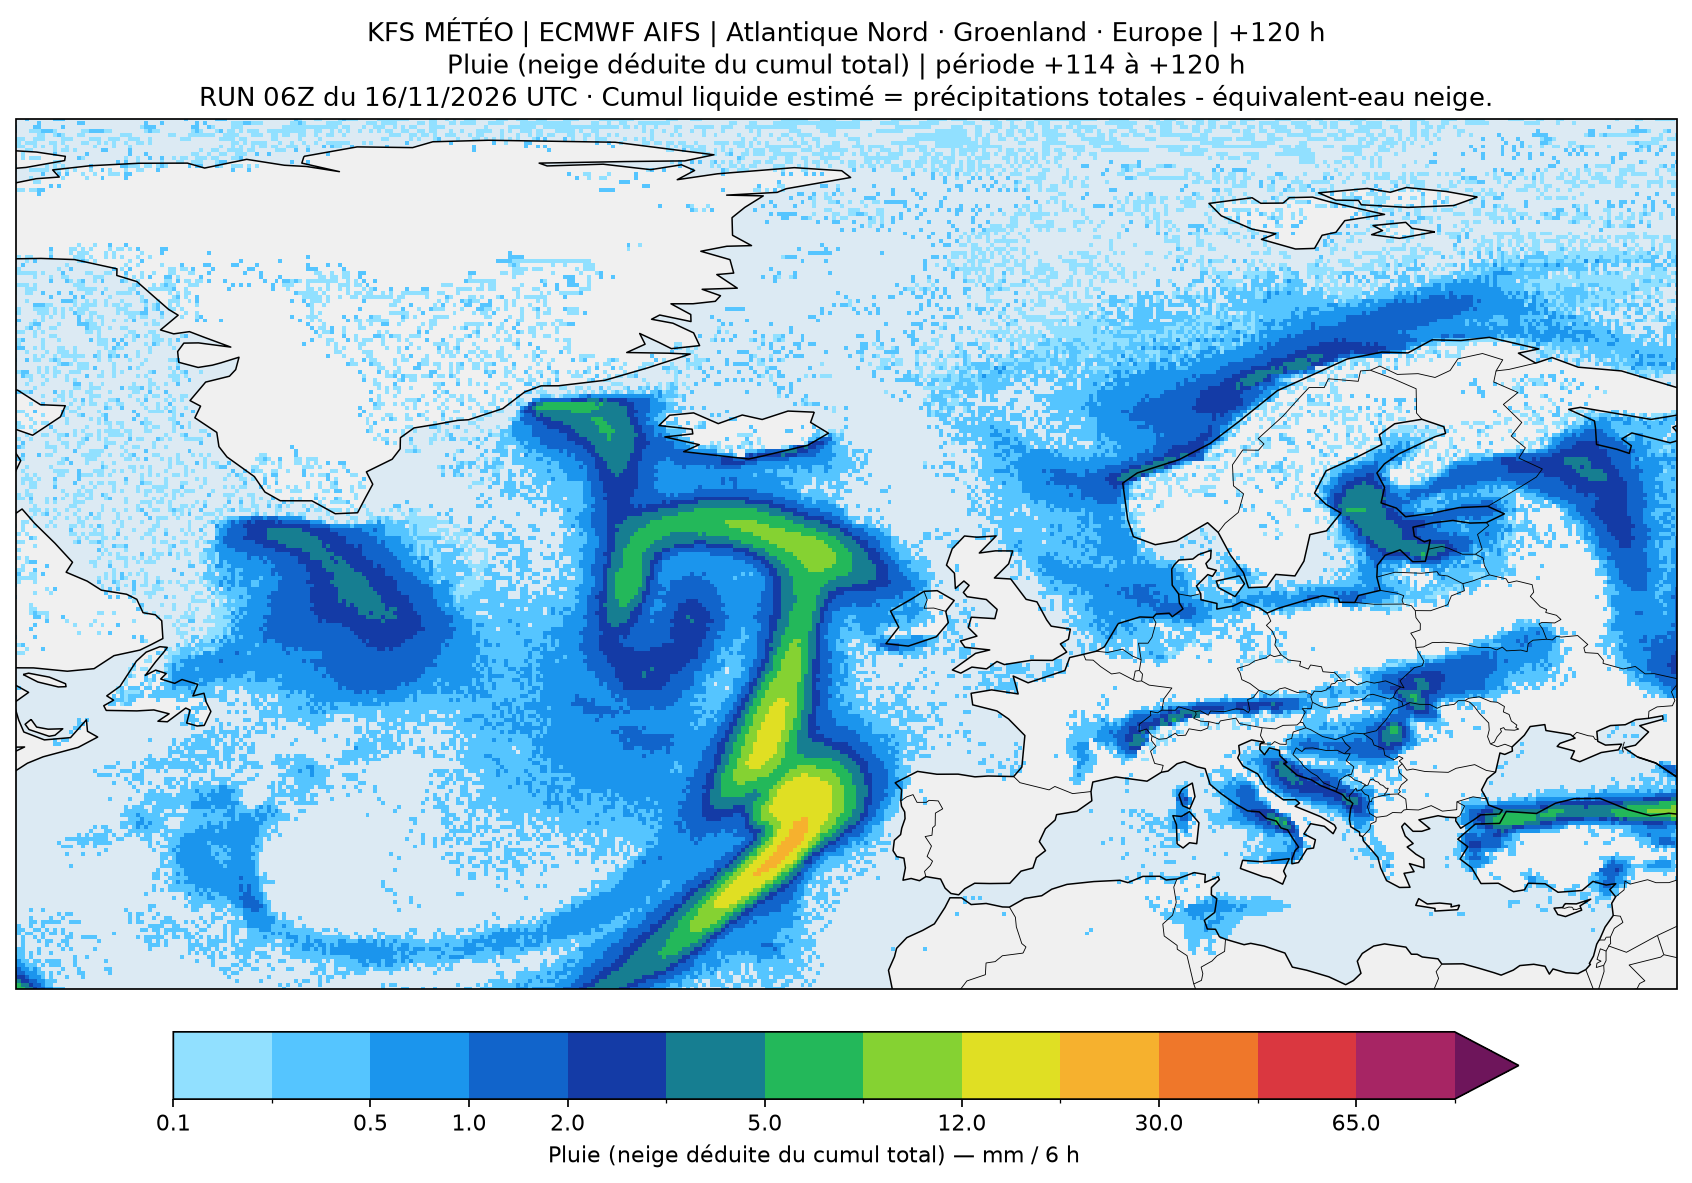 KFS MÉTÉO | ECMWF AIFS | Atlantique Nord · Groenland · Europe | +120 h
Pluie (neige déduite du cumul total) | période +114 à +120 h
RUN 06Z du 16/11/2026 UTC · Cumul liquide estimé = précipitations totales - équivalent-eau neige.
0.1 0.5 1.0 2.0 5.0 12.0 30.0 65.0
Pluie (neige déduite du cumul total) — mm / 6 h